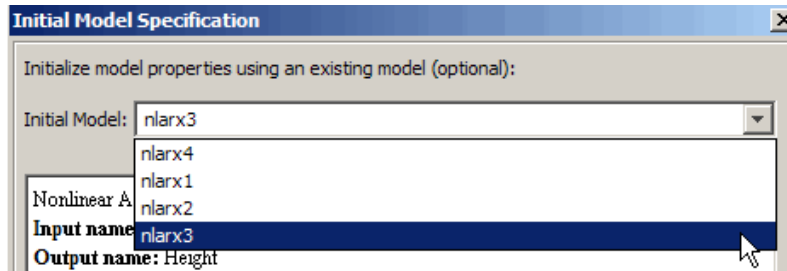 Initial Model Specification
Initialize model properties using an existing model (optional):
Initial Model: nlarx3
nlarx4
nlarx1
nlarx2
nlarx3
Nonlinear A
Input name
Output name: Height